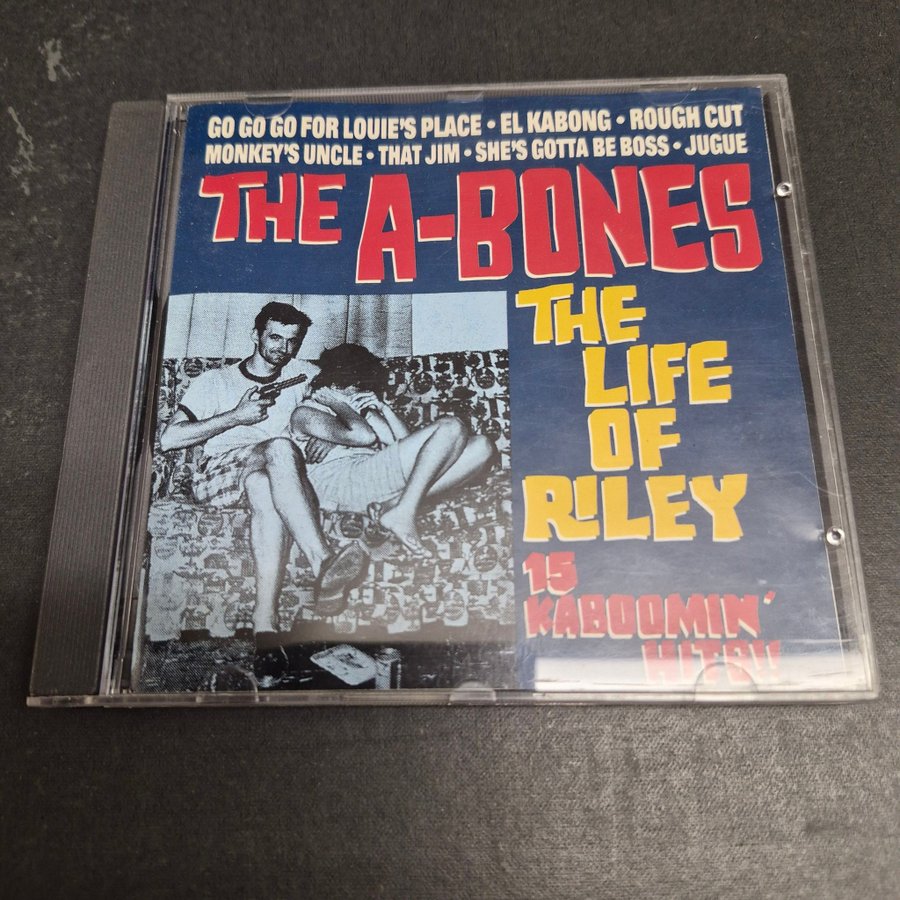 GO GO GO FOR LOUIE'S PLACE • EL KABONG • ROUGH CUT
MONKEY'S UNCLE • THAT JIM • SHE'S GOTTA BE BOSS • JUGUE
THE A-BONES
THE
LIFE
OF
RILEY
15
KABOOMIN'
HITS!!